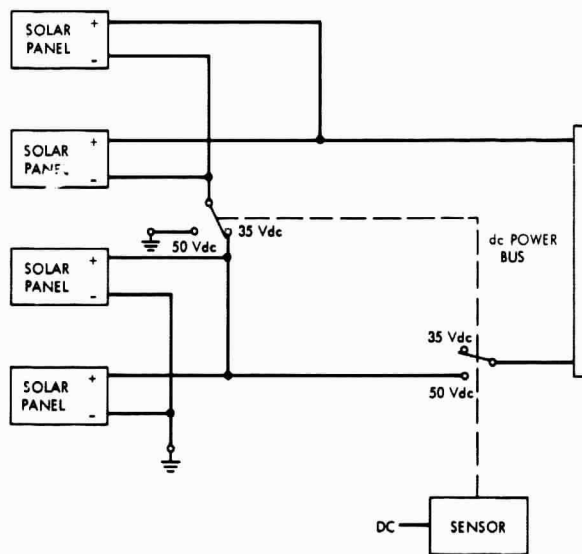 SOLAR
PANEL
+
-
SOLAR
PANEL
+
-
35 Vdc
50 Vdc
dc POWER
BUS
SOLAR
PANEL
+
-
35 Vdc
50 Vdc
SOLAR
PANEL
+
-
DC
SENSOR